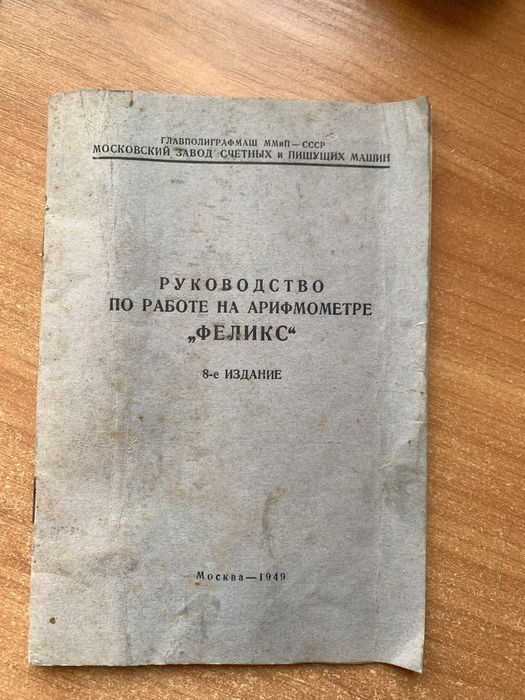 ГЛАВПОЛИГРАФМАШ ММиП—СССР
МОСКОВСКИЙ ЗАВОД СЧЕТНЫХ и ПИШУЩИХ МАШИН
РУКОВОДСТВО
ПО РАБОТЕ НА АРИФМОМЕТРЕ
„ФЕЛИКС“
8-е ИЗДАНИЕ
Москва—1949